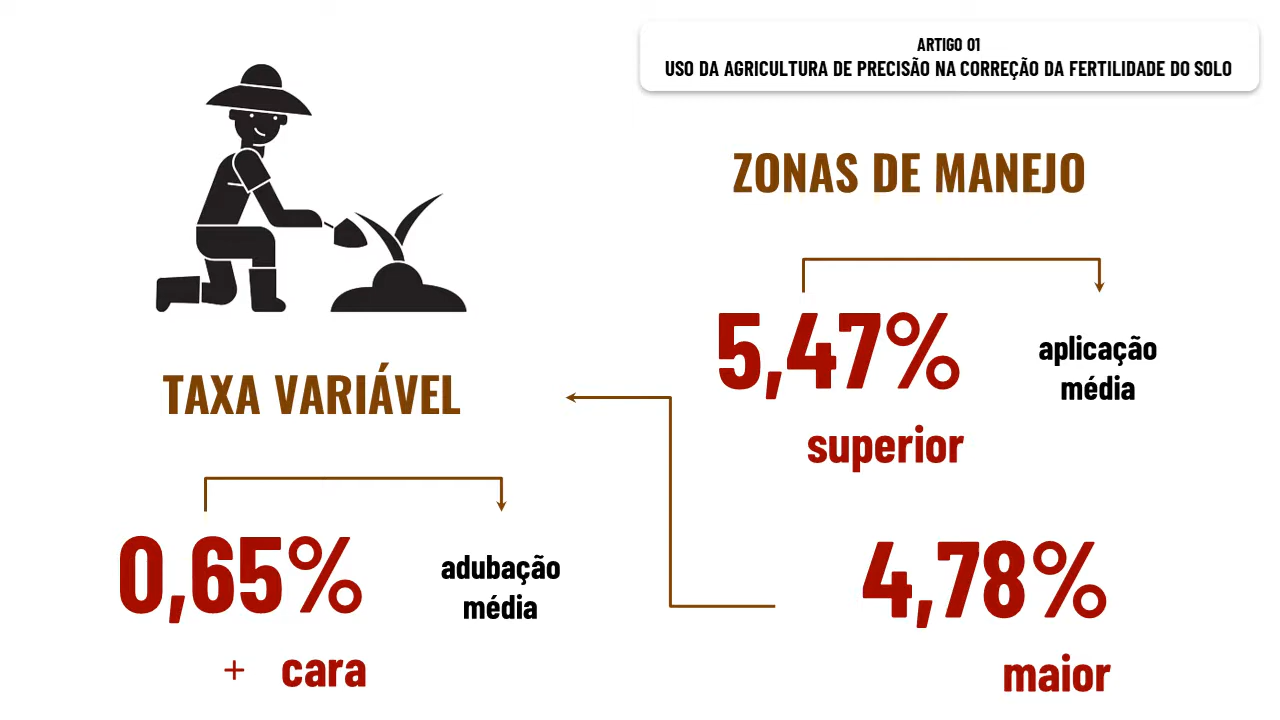 ARTIGO 01
USO DA AGRICULTURA DE PRECISÃO NA CORREÇÃO DA FERTILIDADE DO SOLO
ZONAS DE MANEJO
5,47%
aplicação
média
superior
TAXA VARIÁVEL
0,65%
adubação
média
+ cara
4,78%
maior